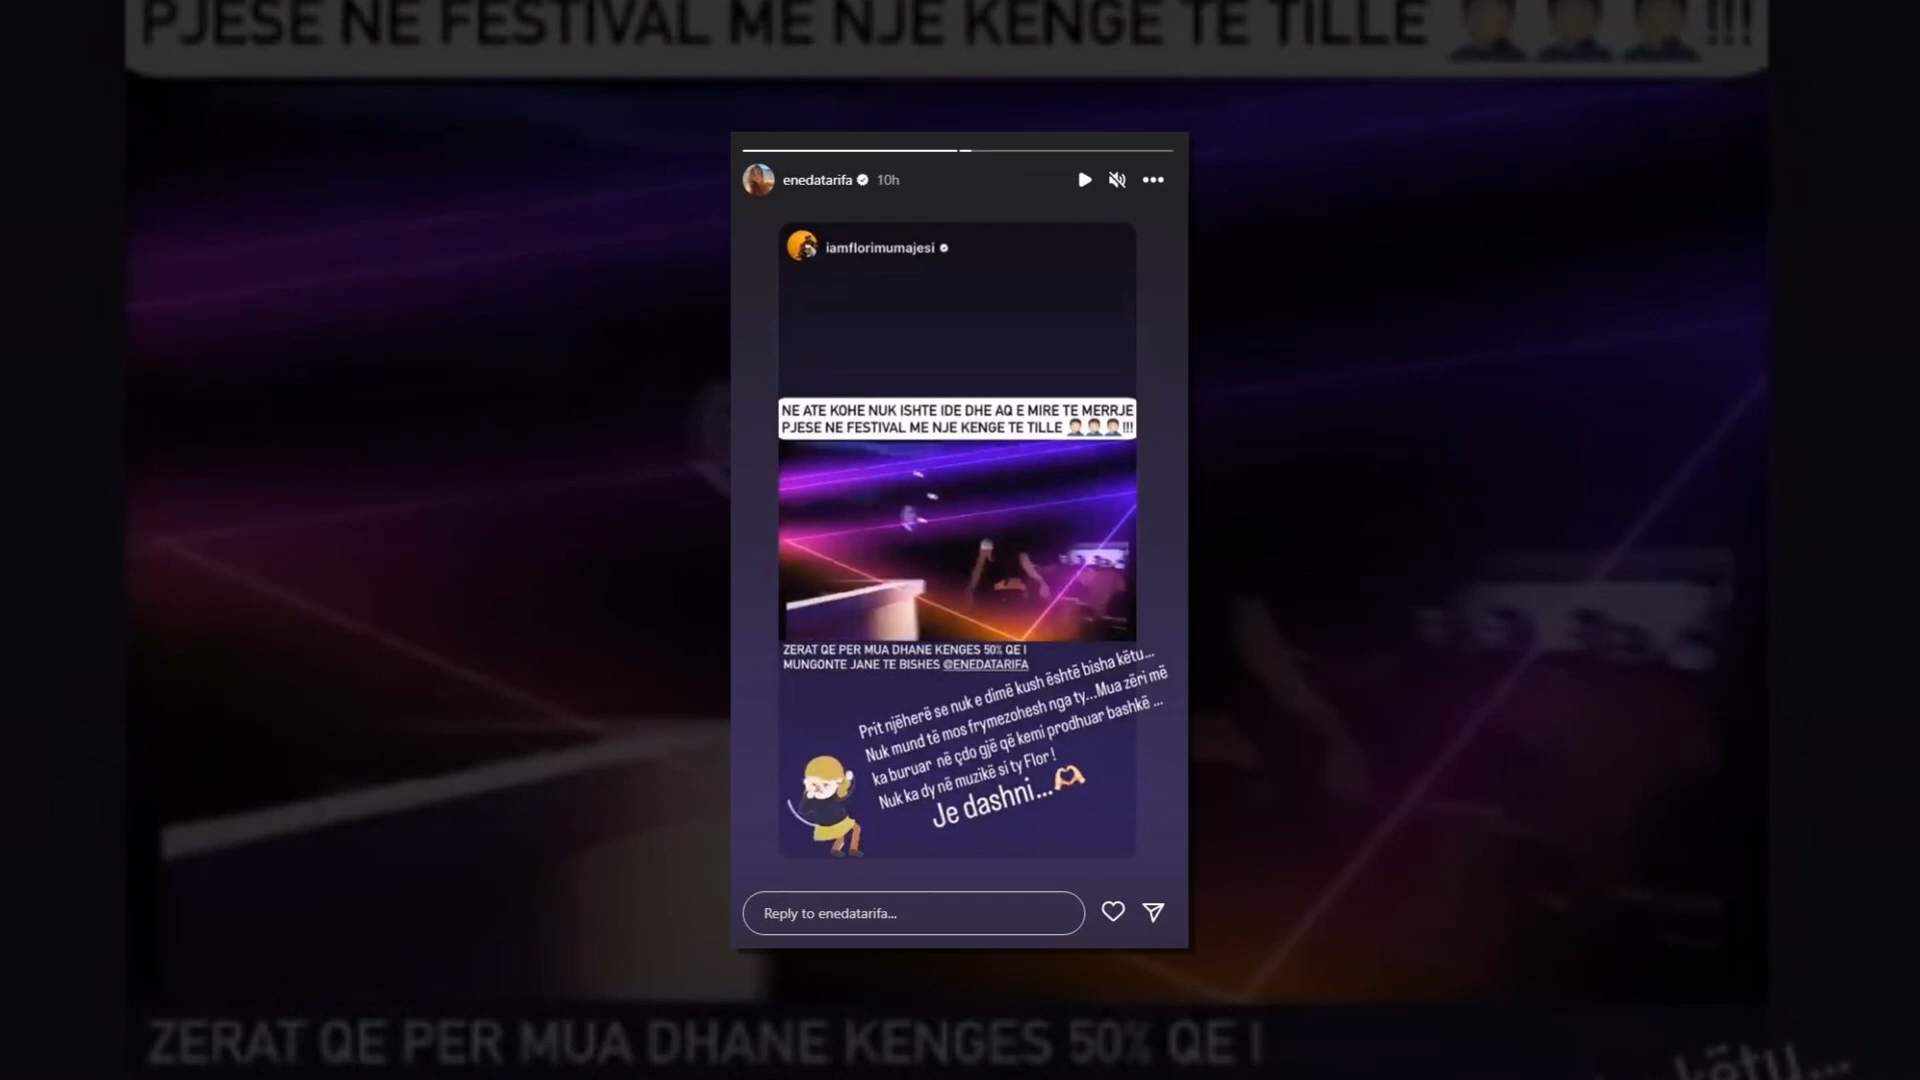 PJESE NE FESTIVAL ME NJE KENGE TE TILLE 🤦🏻‍♂️🤦🏻‍♂️🤦🏻‍♂️!!!
enedatarifa 10h
iamflorimumajesi
NE ATE KOHE NUK ISHTE IDE DHE AQ E MIRE TE MERRJE
PJESE NE FESTIVAL ME NJE KENGE TE TILLE 🤦🏻‍♂️🤦🏻‍♂️🤦🏻‍♂️!!!
ZERAT QE PER MUA DHANE KENGES 50% QE I
MUNGONTE JANE TE BISHES @ENEDATARIFA
Prit njëherë se nuk e dimë kush është bisha këtu...
Nuk mund të mos frymezohesh nga ty...Mua zëri më
ka buruar në çdo gjë që kemi prodhuar bashkë ...
Nuk ka dy në muzikë si ty Flor!
Je dashni...🫶🏻
Reply to enedatarifa...
ZERAT QE PER MUA DHANE KENGES 50% QE I
këtu...